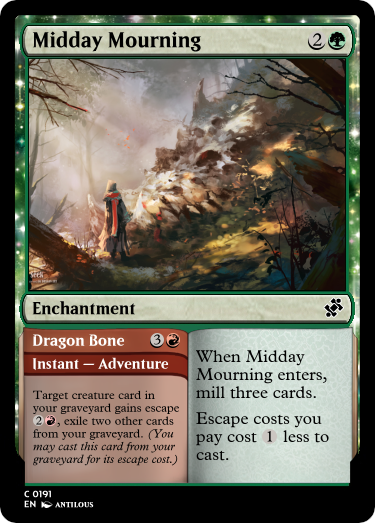 Midday Mourning 2
Enchantment
Dragon Bone 3
Instant — Adventure
Target creature card in
your graveyard gains escape
2, exile two other cards
from your graveyard. (You
may cast this card from your
graveyard for its escape cost.)
When Midday
Mourning enters,
mill three cards.
Escape costs you
pay cost 1 less to
cast.
C 0191
EN ANTILOUS